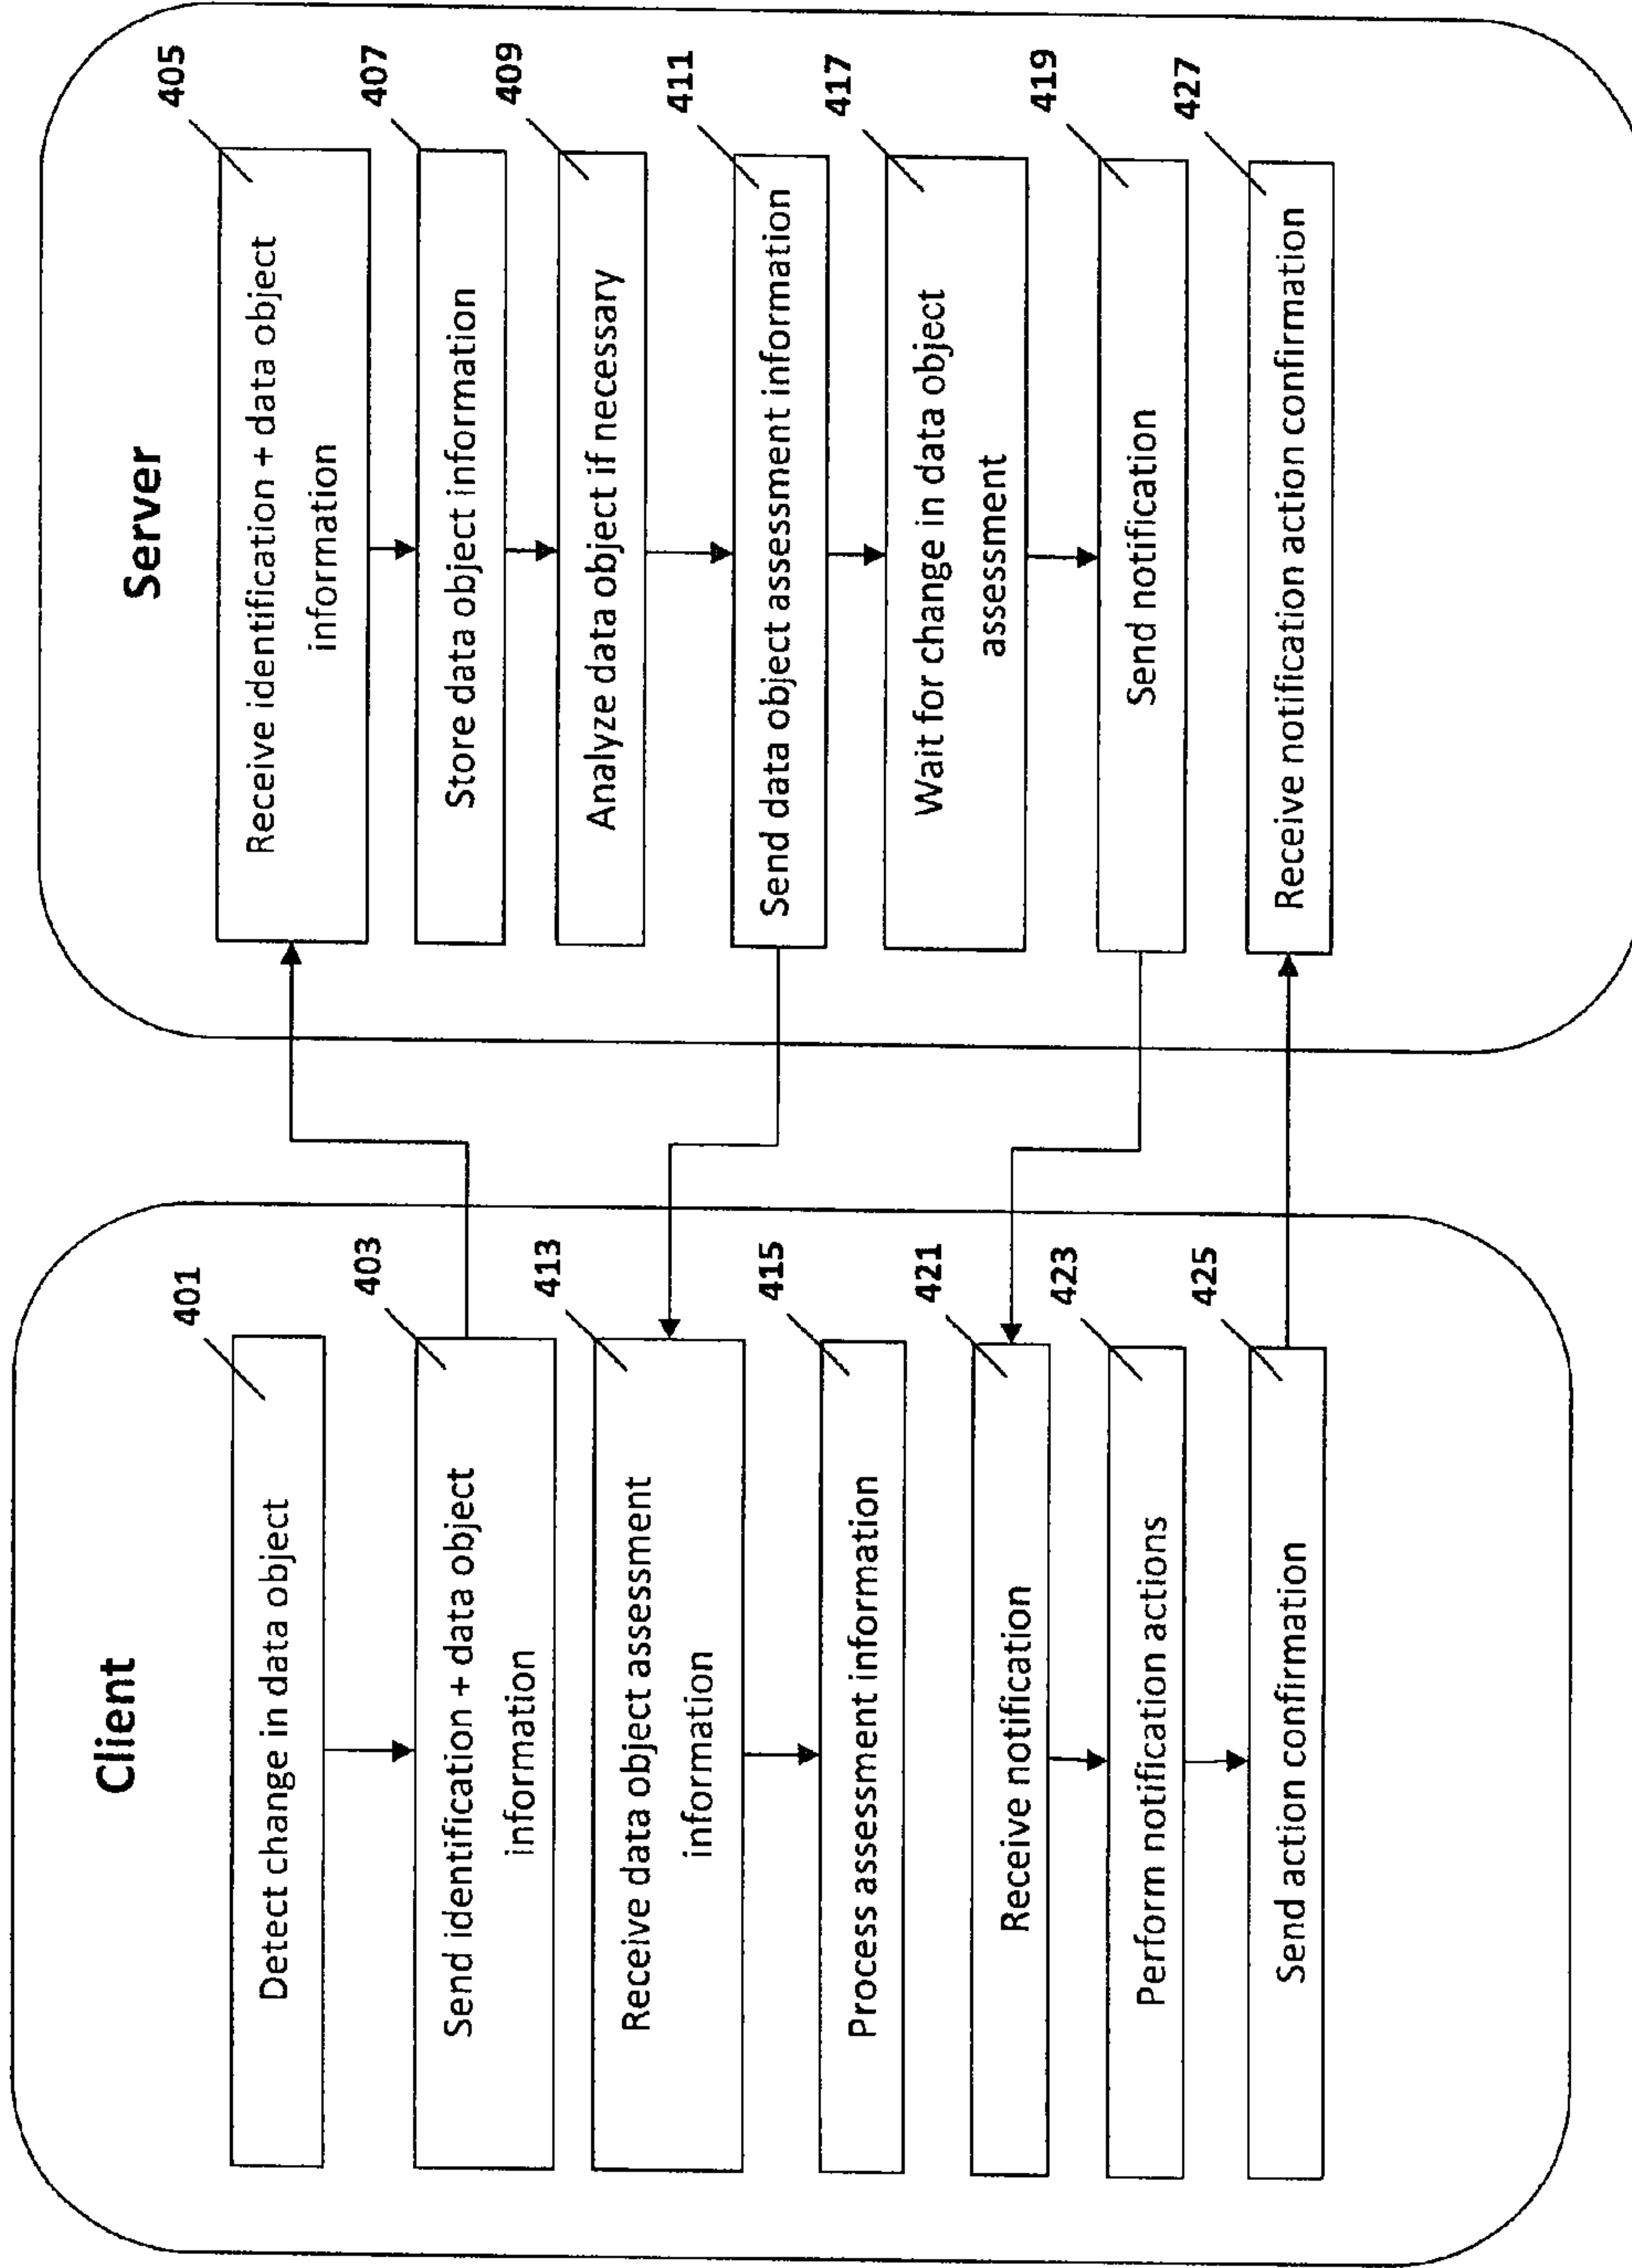 Client
401
Detect change in data object
403
Send identification + data object
information
413
Receive data object assessment
information
415
Process assessment information
421
Receive notification
423
Perform notification actions
425
Send action confirmation
Server
405
Receive identification + data object
information
407
Store data object information
409
Analyze data object if necessary
411
Send data object assessment information
417
Wait for change in data object
assessment
419
Send notification
427
Receive notification action confirmation